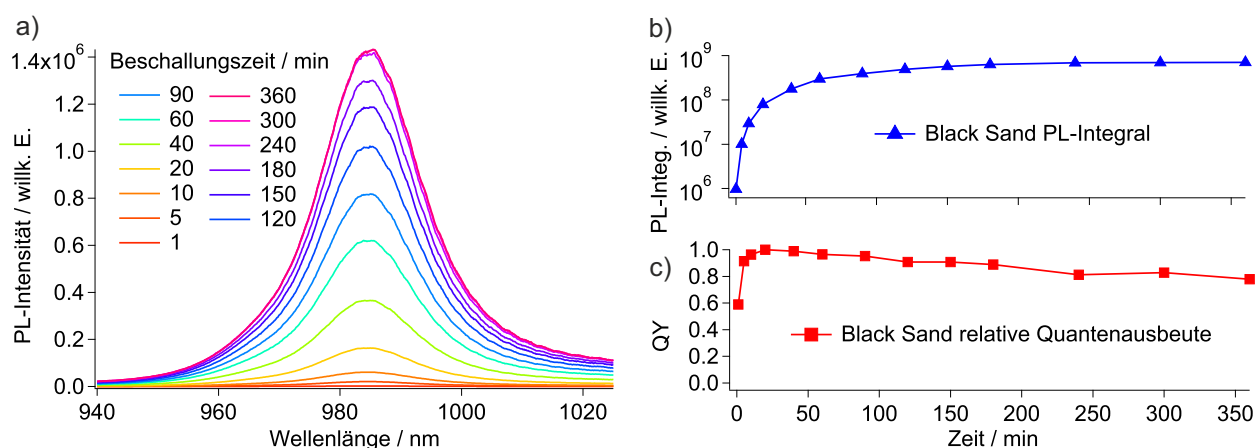 a)
1.4x10⁶
1.2
1.0
0.8
0.6
0.4
0.2
0.0
PL-Intensität / willk. E.
Beschallungszeit / min
90 360
60 300
40 240
20 180
10 150
5 120
1
940 960 980 1000 1020
Wellenlänge / nm
b)
10⁹
10⁸
10⁷
10⁶
PL-Integ. / willk. E.
Black Sand PL-Integral
c)
1.0
0.8
0.6
0.4
0.2
0.0
QY
Black Sand relative Quantenausbeute
0 50 100 150 200 250 300 350
Zeit / min